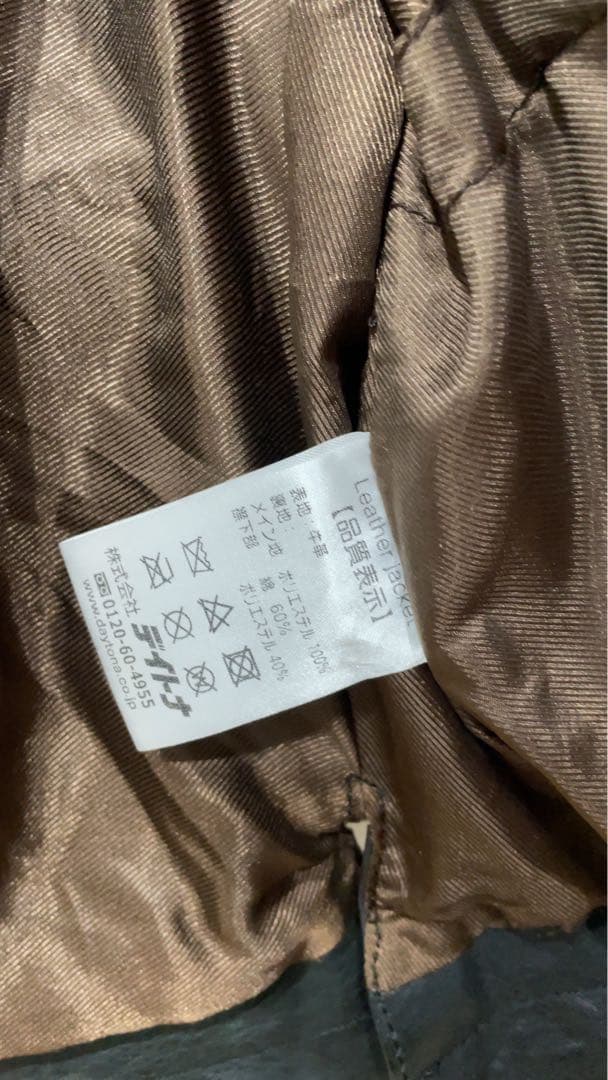 Leather jacket
【品質表示】
表地: 牛革
裏地:
メイン地 ポリエステル 100%
襟下部 綿 60%
ポリエステル 40%
株式会社 デイトナ
0120-60-4955
www.daytona.co.jp